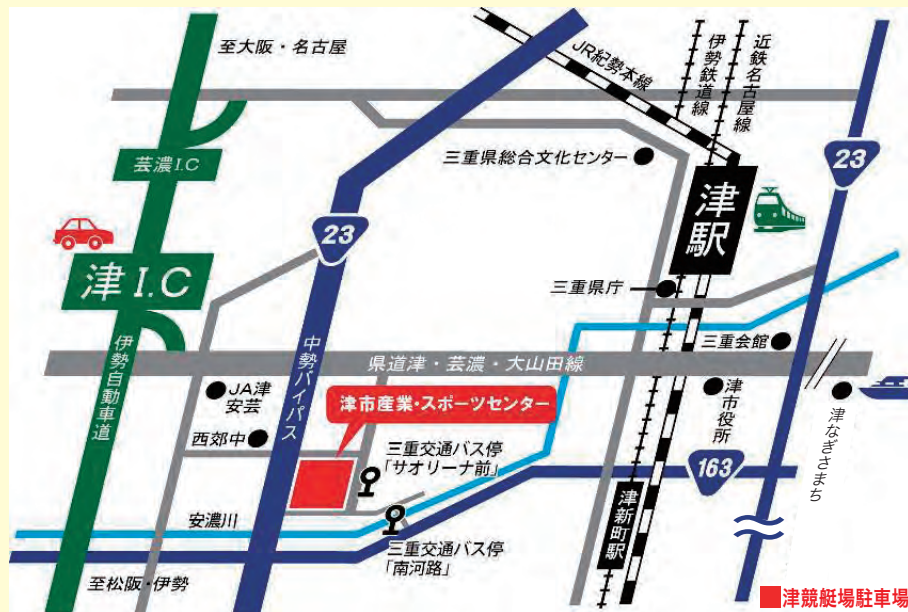 至大阪・名古屋
JR紀勢本線
伊勢鉄道線
近鉄名古屋線
芸濃I.C
三重県総合文化センター
23
津駅
23
津I.C
三重県庁
三重会館
県道津・芸濃・大山田線
伊勢自動車道
中勢バイパス
JA津
安芸
津市産業・スポーツセンター
津市役所
津なぎさまち
西郊中
三重交通バス停
「サオリーナ前」
163
安濃川
津新町駅
三重交通バス停
「南河路」
至松阪・伊勢
津競艇場駐車場